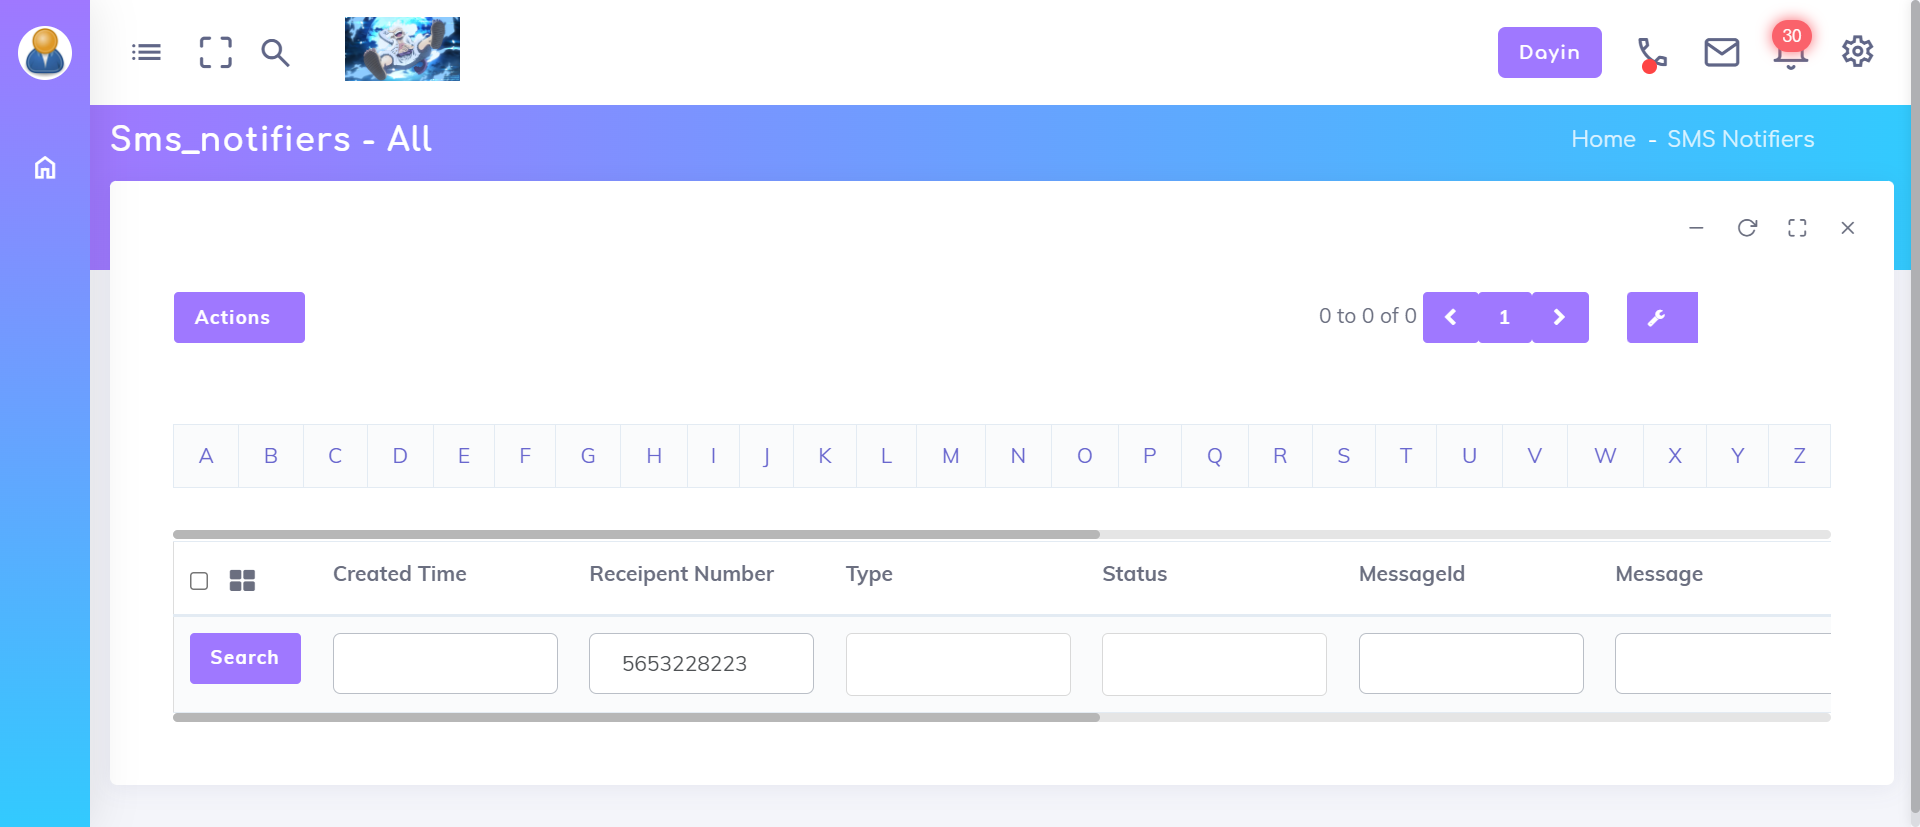 Dayin
30
Sms_notifiers - All
Home - SMS Notifiers
Actions
0 to 0 of 0
1
A B C D E F G H I J K L M N O P Q R S T U V W X Y Z
Created Time Receipent Number Type Status MessageId Message
Search 5653228223